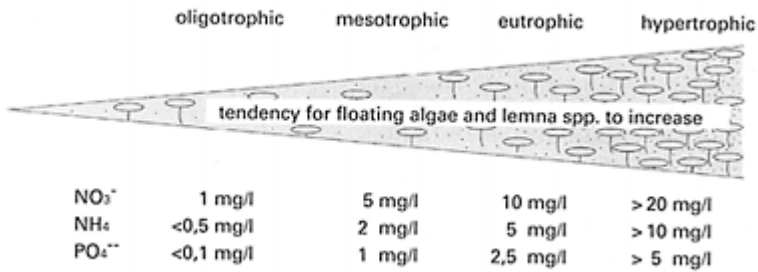 oligotrophic mesotrophic eutrophic hypertrophic
tendency for floating algae and lemna spp. to increase
NO₃⁻ 1 mg/l 5 mg/l 10 mg/l >20 mg/l
NH₄ <0,5 mg/l 2 mg/l 5 mg/l >10 mg/l
PO₄⁻⁻ <0,1 mg/l 1 mg/l 2,5 mg/l > 5 mg/l